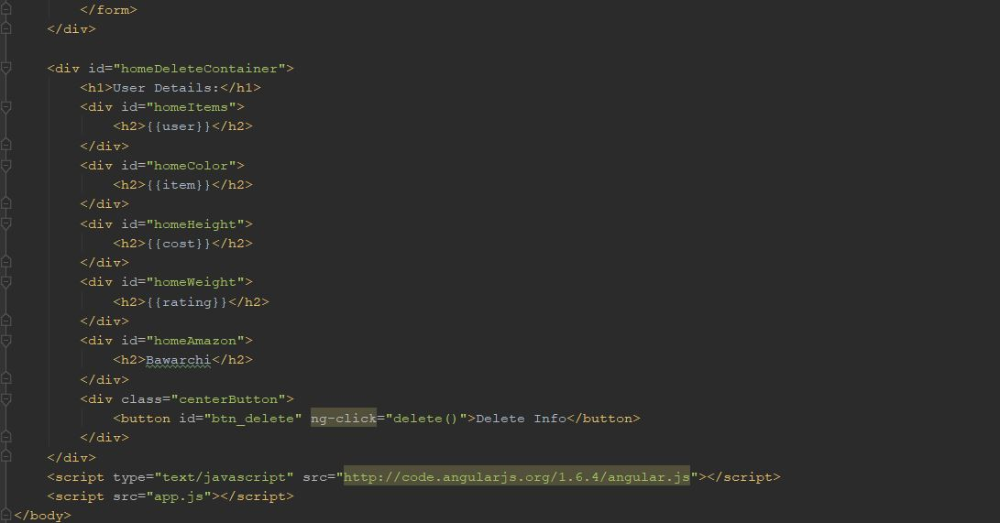 </form>
</div>
<div id="homeDeleteContainer">
<h1>User Details:</h1>
<div id="homeItems">
<h2>{{user}}</h2>
</div>
<div id="homeColor">
<h2>{{item}}</h2>
</div>
<div id="homeHeight">
<h2>{{cost}}</h2>
</div>
<div id="homeWeight">
<h2>{{rating}}</h2>
</div>
<div id="homeAmazon">
<h2>Bawarchi</h2>
</div>
<div class="centerButton">
<button id="btn_delete" ng-click="delete()">Delete Info</button>
</div>
</div>
<script type="text/javascript" src="http://code.angularjs.org/1.6.4/angular.js"></script>
<script src="app.js"></script>
</body>